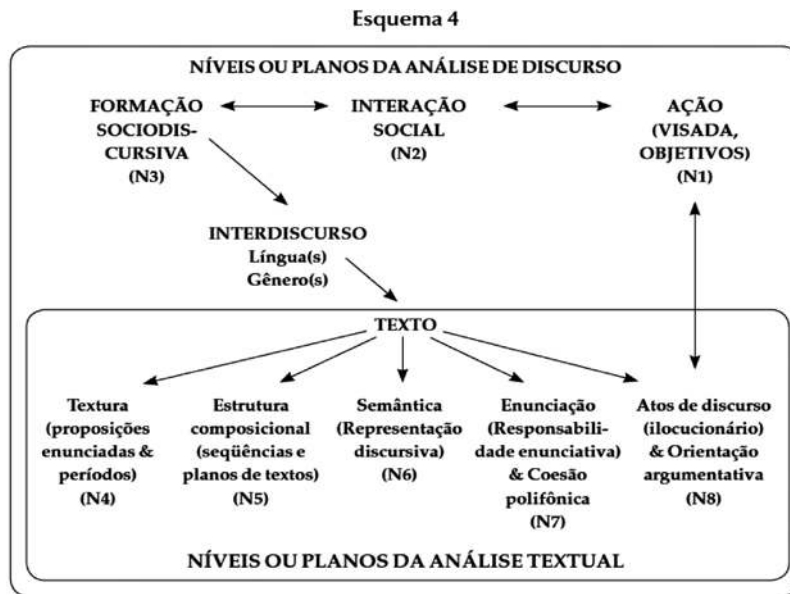 Esquema 4
NÍVEIS OU PLANOS DA ANÁLISE DE DISCURSO
FORMAÇÃO
SOCIODIS-
CURSIVA
(N3)
INTERAÇÃO
SOCIAL
(N2)
AÇÃO
(VISADA,
OBJETIVOS)
(N1)
INTERDISCURSO
Língua(s)
Gênero(s)
TEXTO
Textura
(proposições
enunciadas &
períodos)
(N4)
Estrutura
composicional
(seqüências e
planos de textos)
(N5)
Semântica
(Representação
discursiva)
(N6)
Enunciação
(Responsabili-
dade enunciativa)
& Coesão
polifônica
(N7)
Atos de discurso
(ilocucionário)
& Orientação
argumentativa
(N8)
NÍVEIS OU PLANOS DA ANÁLISE TEXTUAL